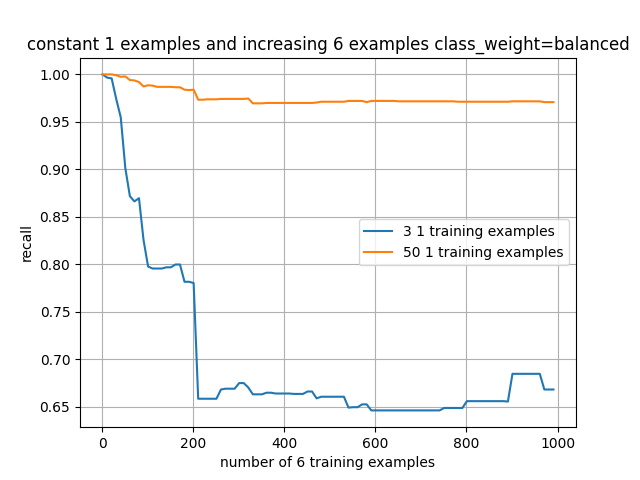 constant 1 examples and increasing 6 examples class_weight=balanced
1.00
0.95
0.90
0.85
0.80
0.75
0.70
0.65
recall
3 1 training examples
50 1 training examples
0
200
400
600
800
1000
number of 6 training examples